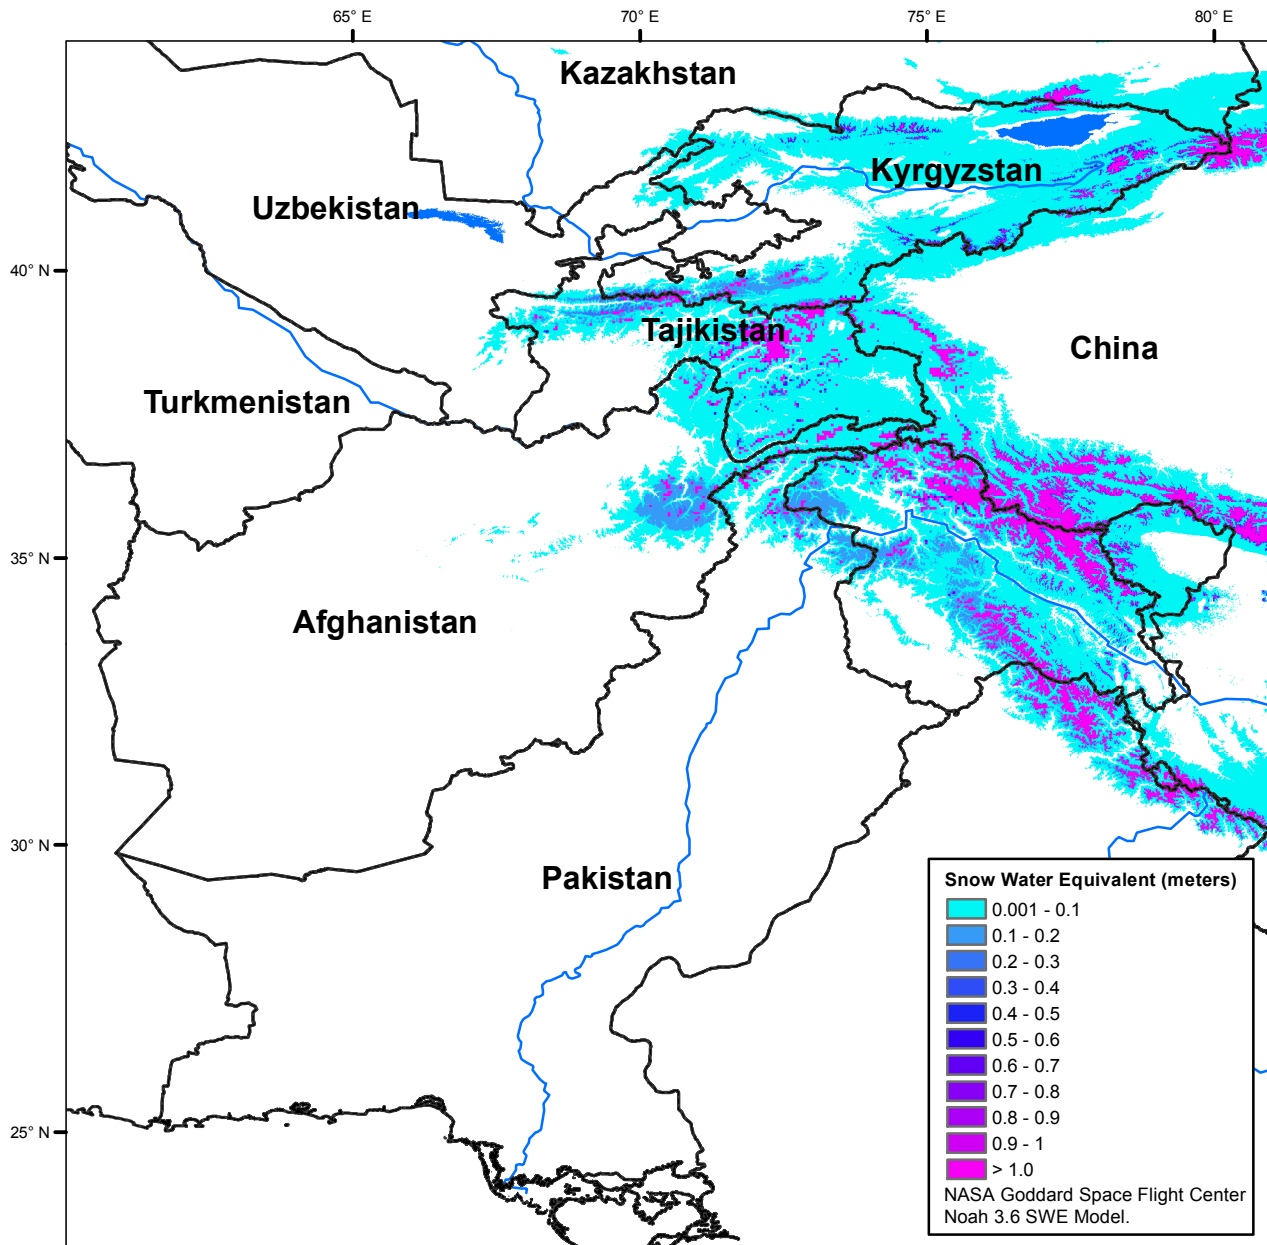 65° E
70° E
75° E
80° E
Kazakhstan
Kyrgyzstan
Uzbekistan
40° N
Tajikistan
China
Turkmenistan
35° N
Afghanistan
30° N
Pakistan
25° N
Snow Water Equivalent (meters)
0.001 - 0.1
0.1 - 0.2
0.2 - 0.3
0.3 - 0.4
0.4 - 0.5
0.5 - 0.6
0.6 - 0.7
0.7 - 0.8
0.8 - 0.9
0.9 - 1
> 1.0
NASA Goddard Space Flight Center
Noah 3.6 SWE Model.